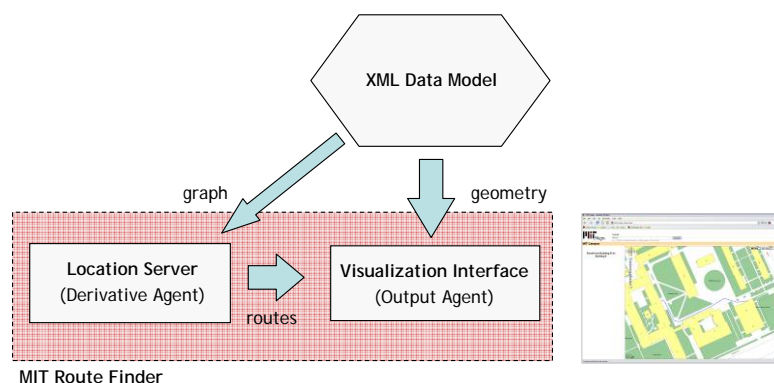 XML Data Model
graph
geometry
Location Server
(Derivative Agent)
Visualization Interface
(Output Agent)
routes
MIT Route Finder